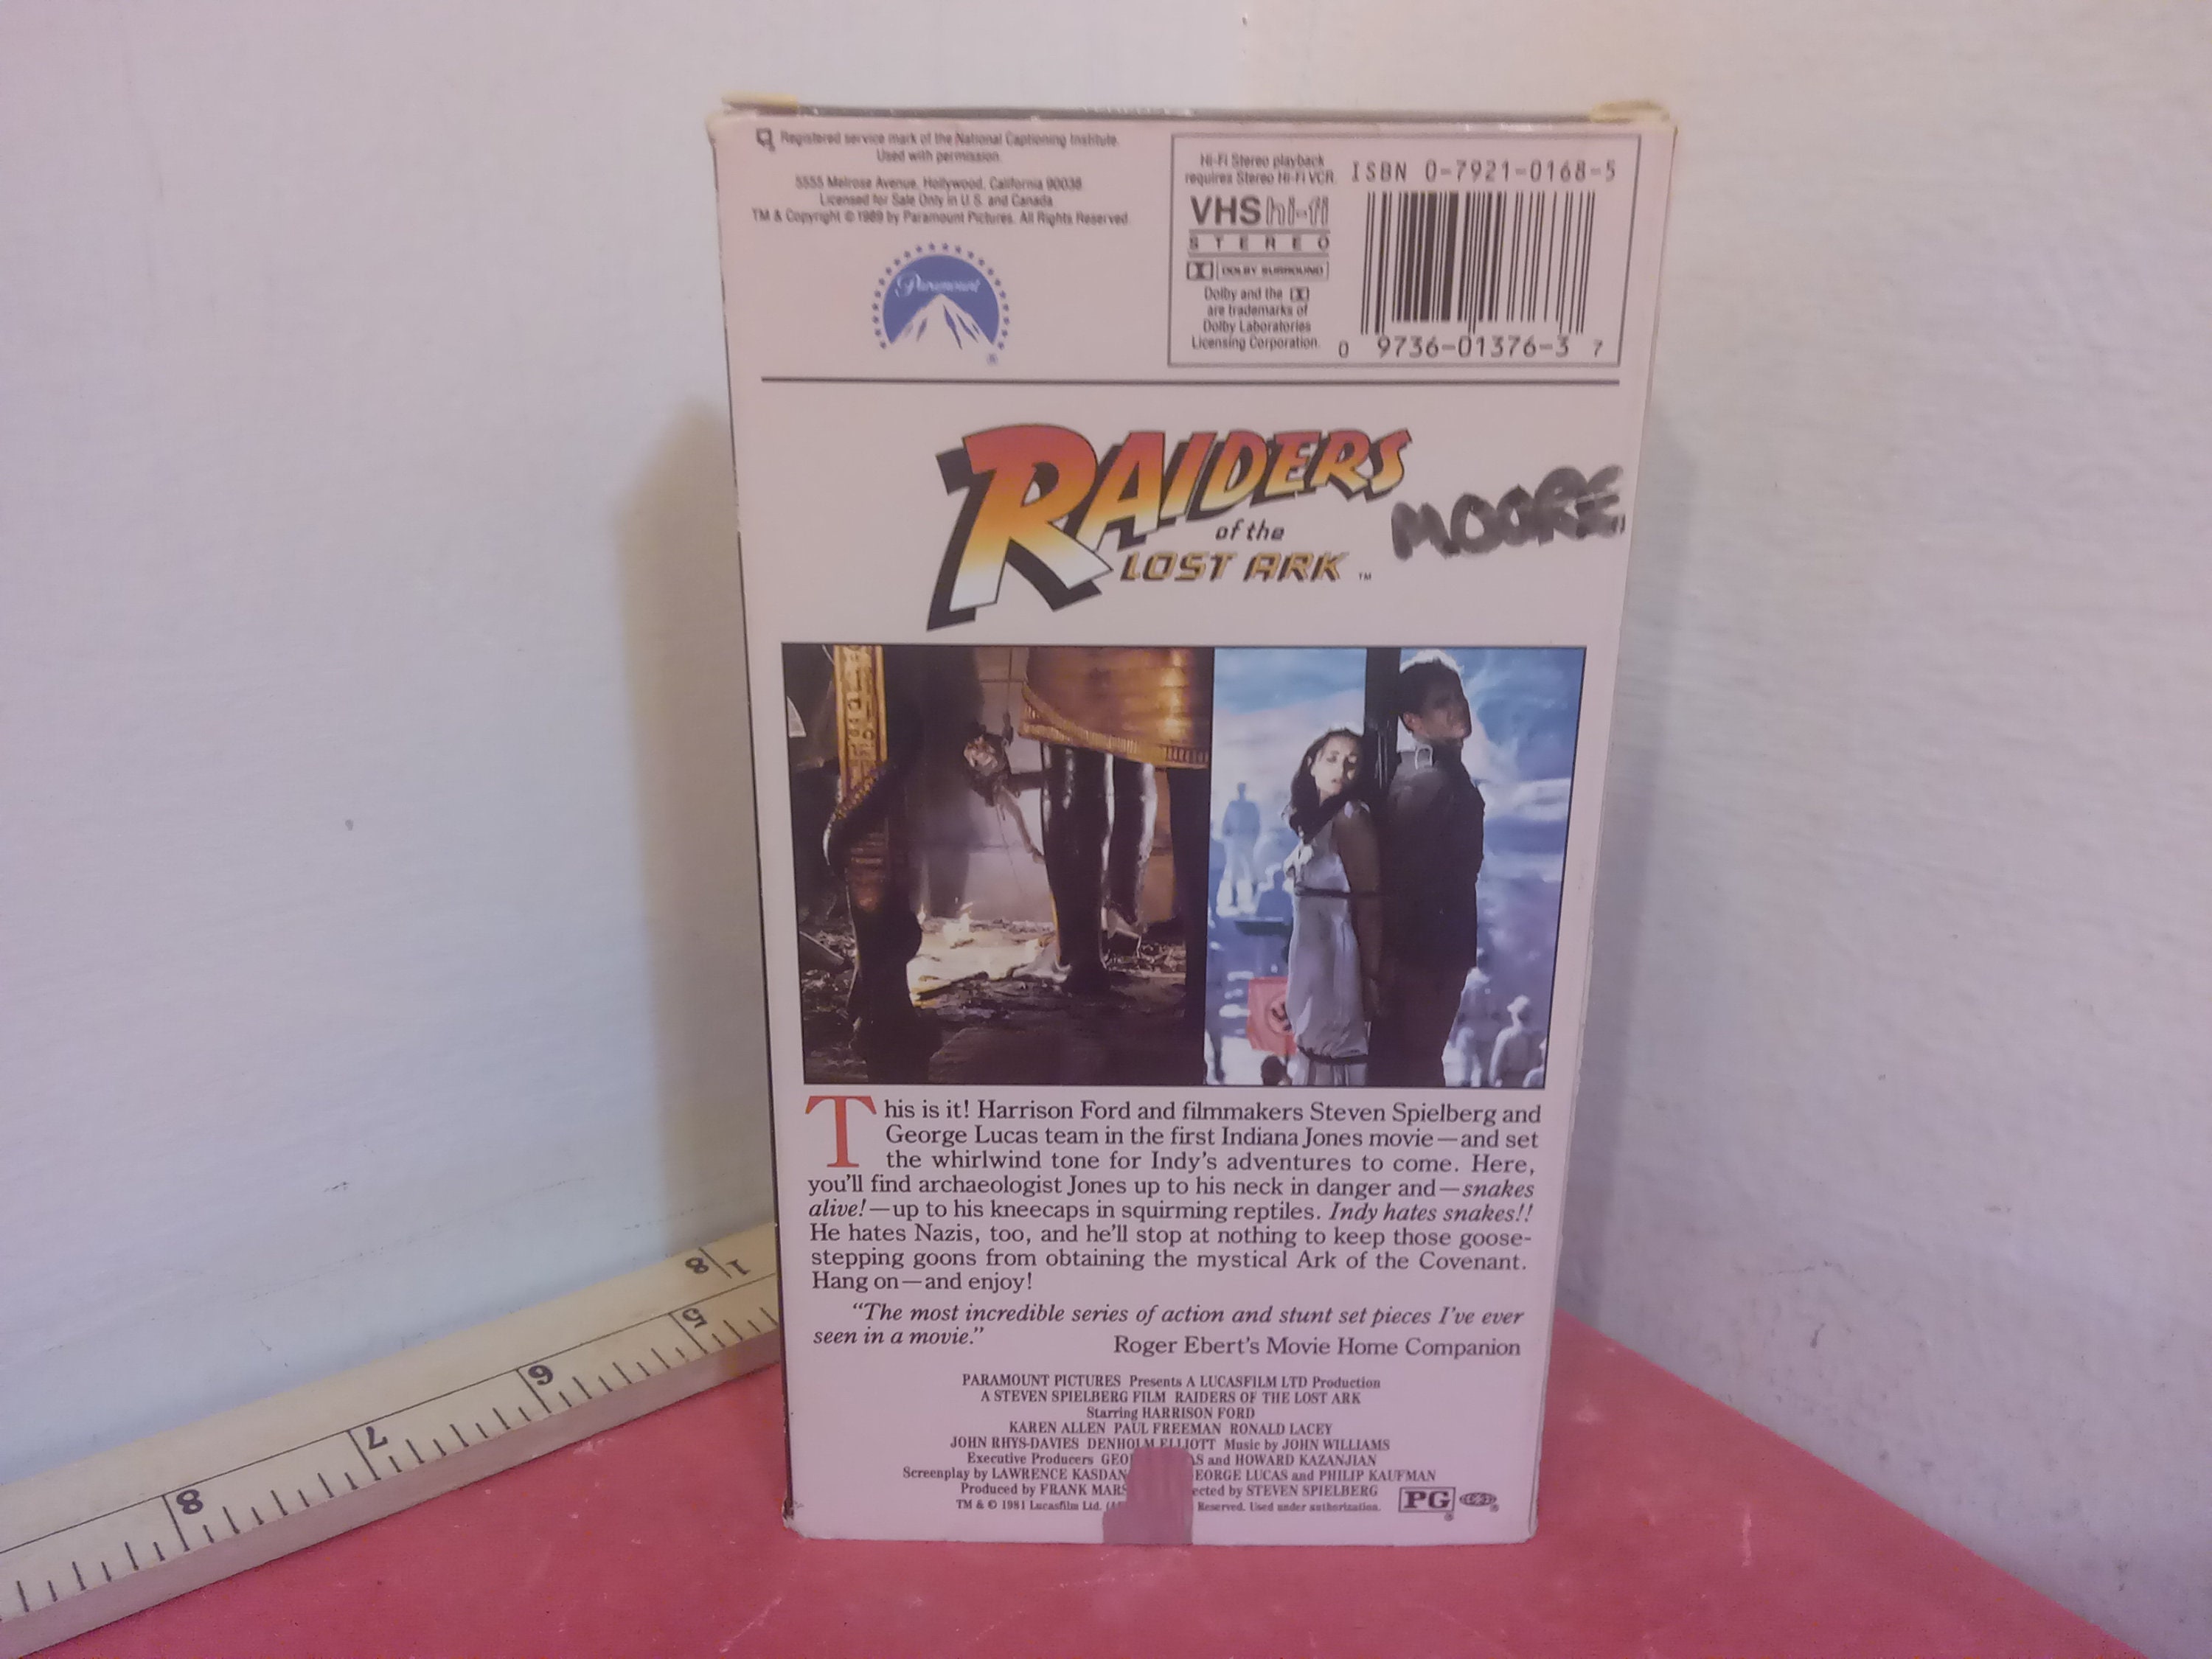 Registered service mark of the National Captioning Institute.
Used with permission.
5555 Melrose Avenue, Hollywood, California 90038
Licensed for Sale Only in U.S. and Canada
TM & Copyright © 1989 by Paramount Pictures. All Rights Reserved.
Paramount
®
Hi-Fi Stereo playback
requires Stereo Hi-Fi VCR.
VHS hi-fi
STEREO
DOLBY SURROUND
Dolby and the
are trademarks of
Dolby Laboratories
Licensing Corporation.
ISBN 0-7921-0168-5
0 9736-01376-3 7
RAIDERS
of the
LOST ARK ™
MOORE
This is it! Harrison Ford and filmmakers Steven Spielberg and
George Lucas team in the first Indiana Jones movie—and set
the whirlwind tone for Indy's adventures to come. Here,
you'll find archaeologist Jones up to his neck in danger and—snakes
alive!—up to his kneecaps in squirming reptiles. Indy hates snakes!!
He hates Nazis, too, and he'll stop at nothing to keep those goose-
stepping goons from obtaining the mystical Ark of the Covenant.
Hang on—and enjoy!
"The most incredible series of action and stunt set pieces I've ever
seen in a movie."
Roger Ebert's Movie Home Companion
PARAMOUNT PICTURES Presents A LUCASFILM LTD Production
A STEVEN SPIELBERG FILM RAIDERS OF THE LOST ARK
Starring HARRISON FORD
KAREN ALLEN PAUL FREEMAN RONALD LACEY
JOHN RHYS-DAVIES DENHOLM ELLIOTT Music by JOHN WILLIAMS
Executive Producers GEO S and HOWARD KAZANJIAN
Screenplay by LAWRENCE KASDAN EORGE LUCAS and PHILIP KAUFMAN
Produced by FRANK MARS ected by STEVEN SPIELBERG
TM & © 1981 Lucasfilm Ltd. Reserved. Used under authorization.
PG
®
8 7 6 5
8 1